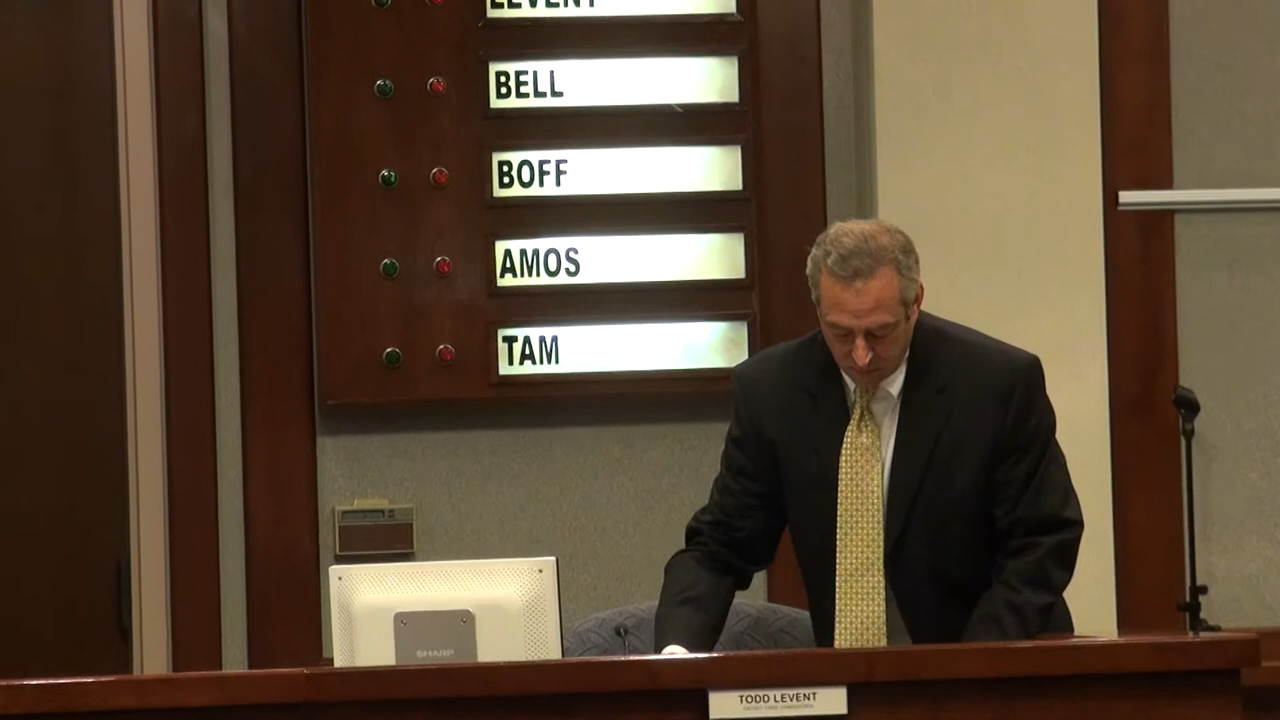 LEVENT
BELL
BOFF
AMOS
TAM
SHARP
TODD LEVENT